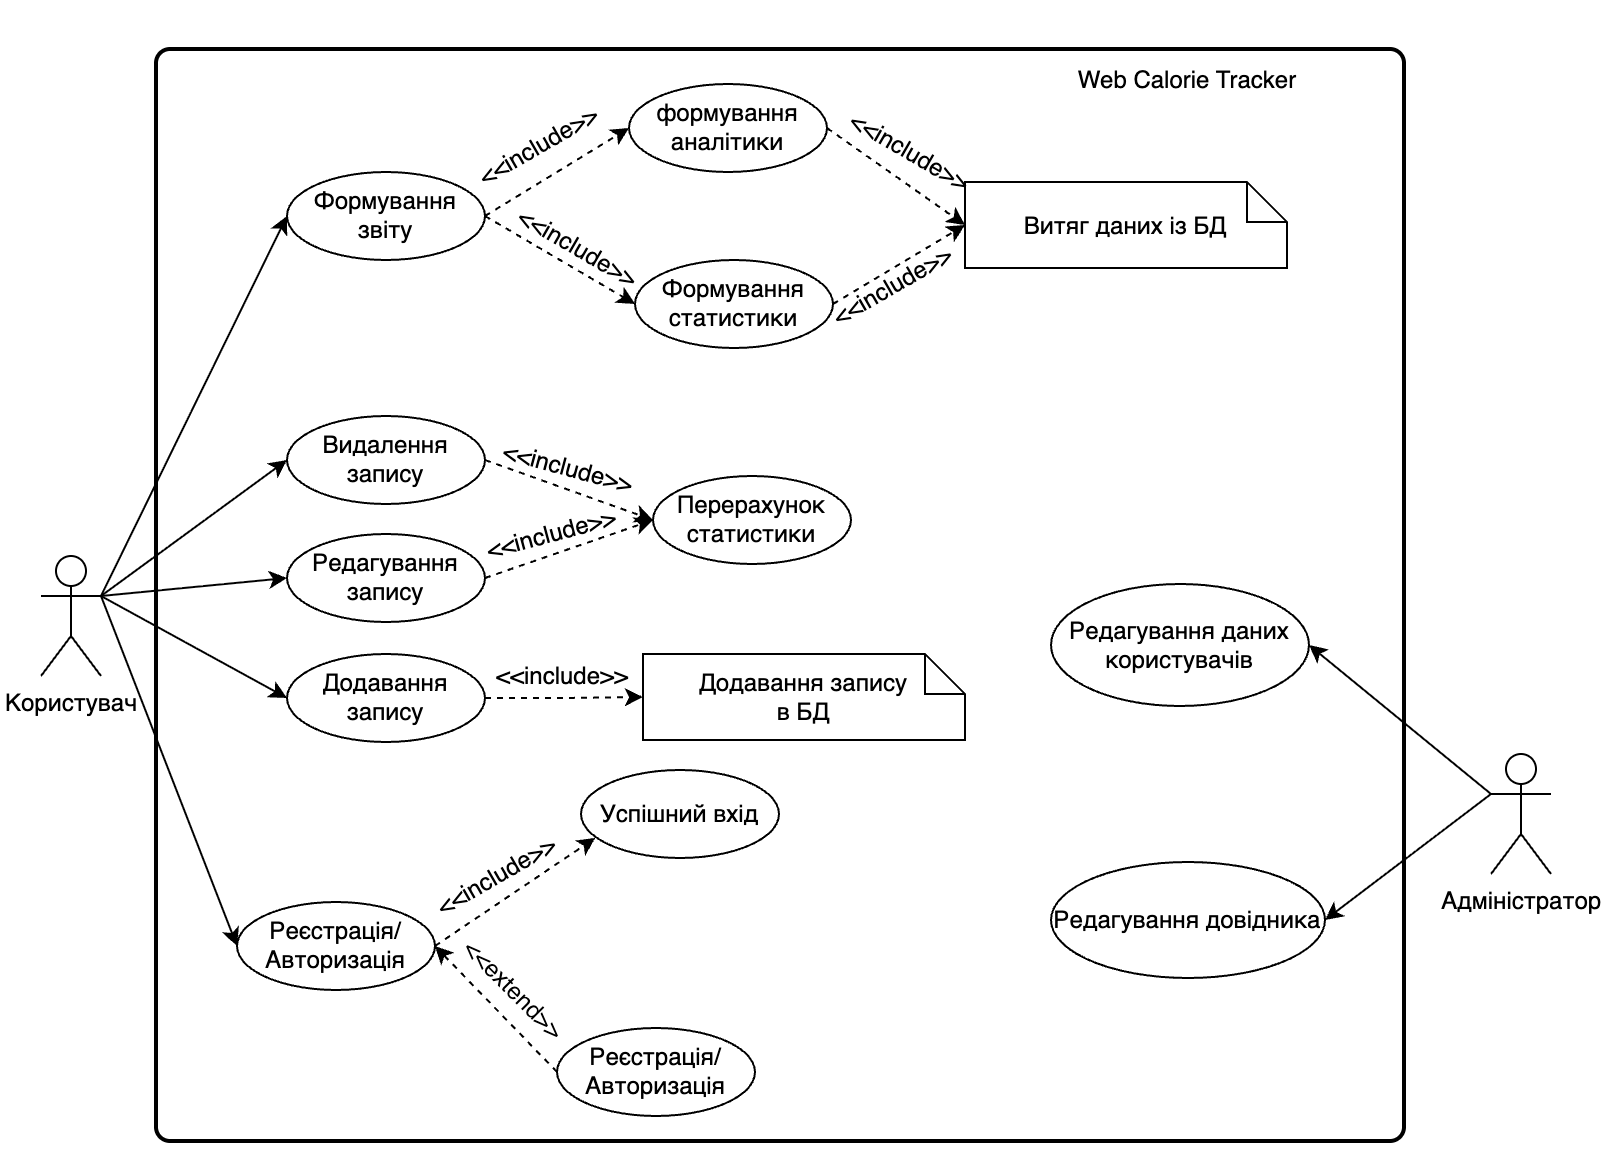 Web Calorie Tracker
формування
аналітики
<<include>>
<<include>>
Формування
звіту
Витяг даних із БД
<<include>>
<<include>>
Формування
статистики
Видалення
запису
<<include>>
Перерахунок
статистики
<<include>>
Редагування
запису
Редагування даних
користувачів
Додавання
запису
<<include>>
Додавання запису
в БД
Користувач
Успішний вхід
<<include>>
Адміністратор
Реєстрація/
Авторизація
Редагування довідника
<<extend>>
Реєстрація/
Авторизація